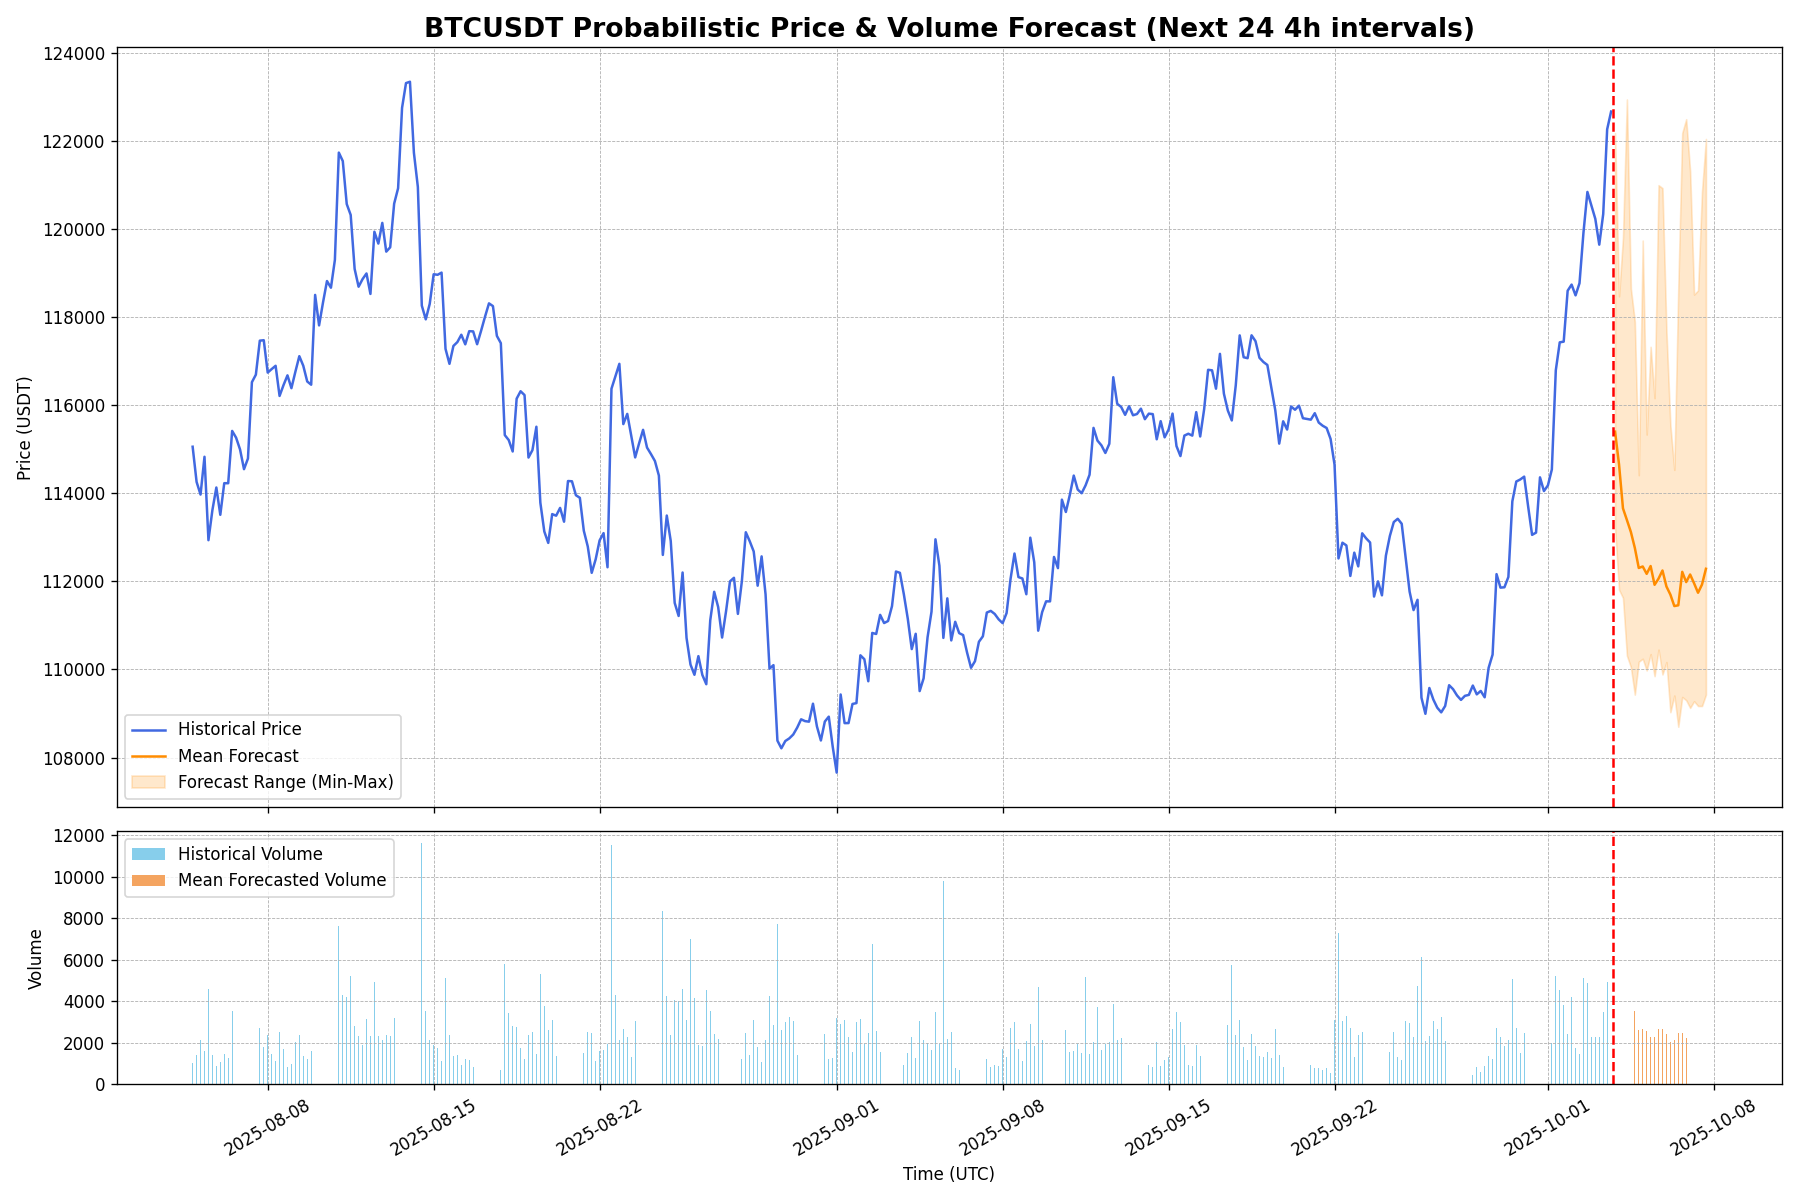 BTCUSDT Probabilistic Price & Volume Forecast (Next 24 4h intervals)
124000
122000
120000
118000
116000
114000
112000
110000
108000
Price (USDT)
Historical Price
Mean Forecast
Forecast Range (Min-Max)
12000
10000
8000
6000
4000
2000
0
Volume
Historical Volume
Mean Forecasted Volume
2025-08-08
2025-08-15
2025-08-22
2025-09-01
2025-09-08
2025-09-15
2025-09-22
2025-10-01
2025-10-08
Time (UTC)